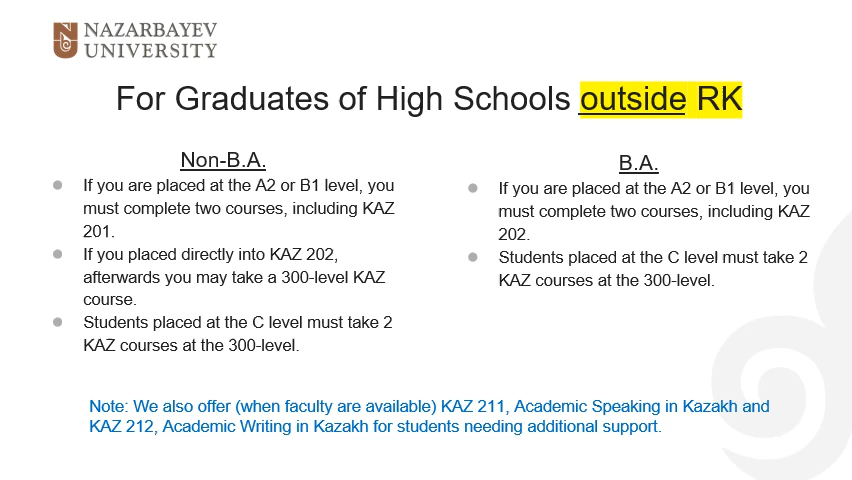 NAZARBAYEV
UNIVERSITY
For Graduates of High Schools outside RK
Non-B.A.
If you are placed at the A2 or B1 level, you
must complete two courses, including KAZ
201.
If you placed directly into KAZ 202,
afterwards you may take a 300-level KAZ
course.
Students placed at the C level must take 2
KAZ courses at the 300-level.
B.A.
If you are placed at the A2 or B1 level, you
must complete two courses, including KAZ
202.
Students placed at the C level must take 2
KAZ courses at the 300-level.
Note: We also offer (when faculty are available) KAZ 211, Academic Speaking in Kazakh and
KAZ 212, Academic Writing in Kazakh for students needing additional support.